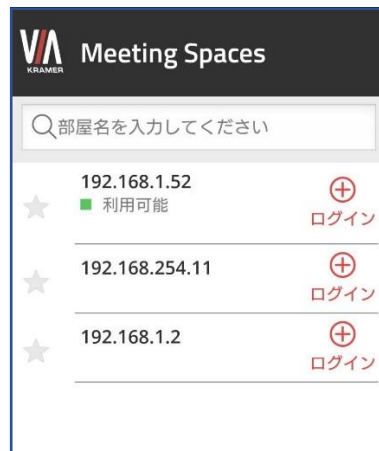 VIA
KRAMER
Meeting Spaces
部屋名を入力してください
192.168.1.52
利用可能
ログイン
192.168.254.11
ログイン
192.168.1.2
ログイン